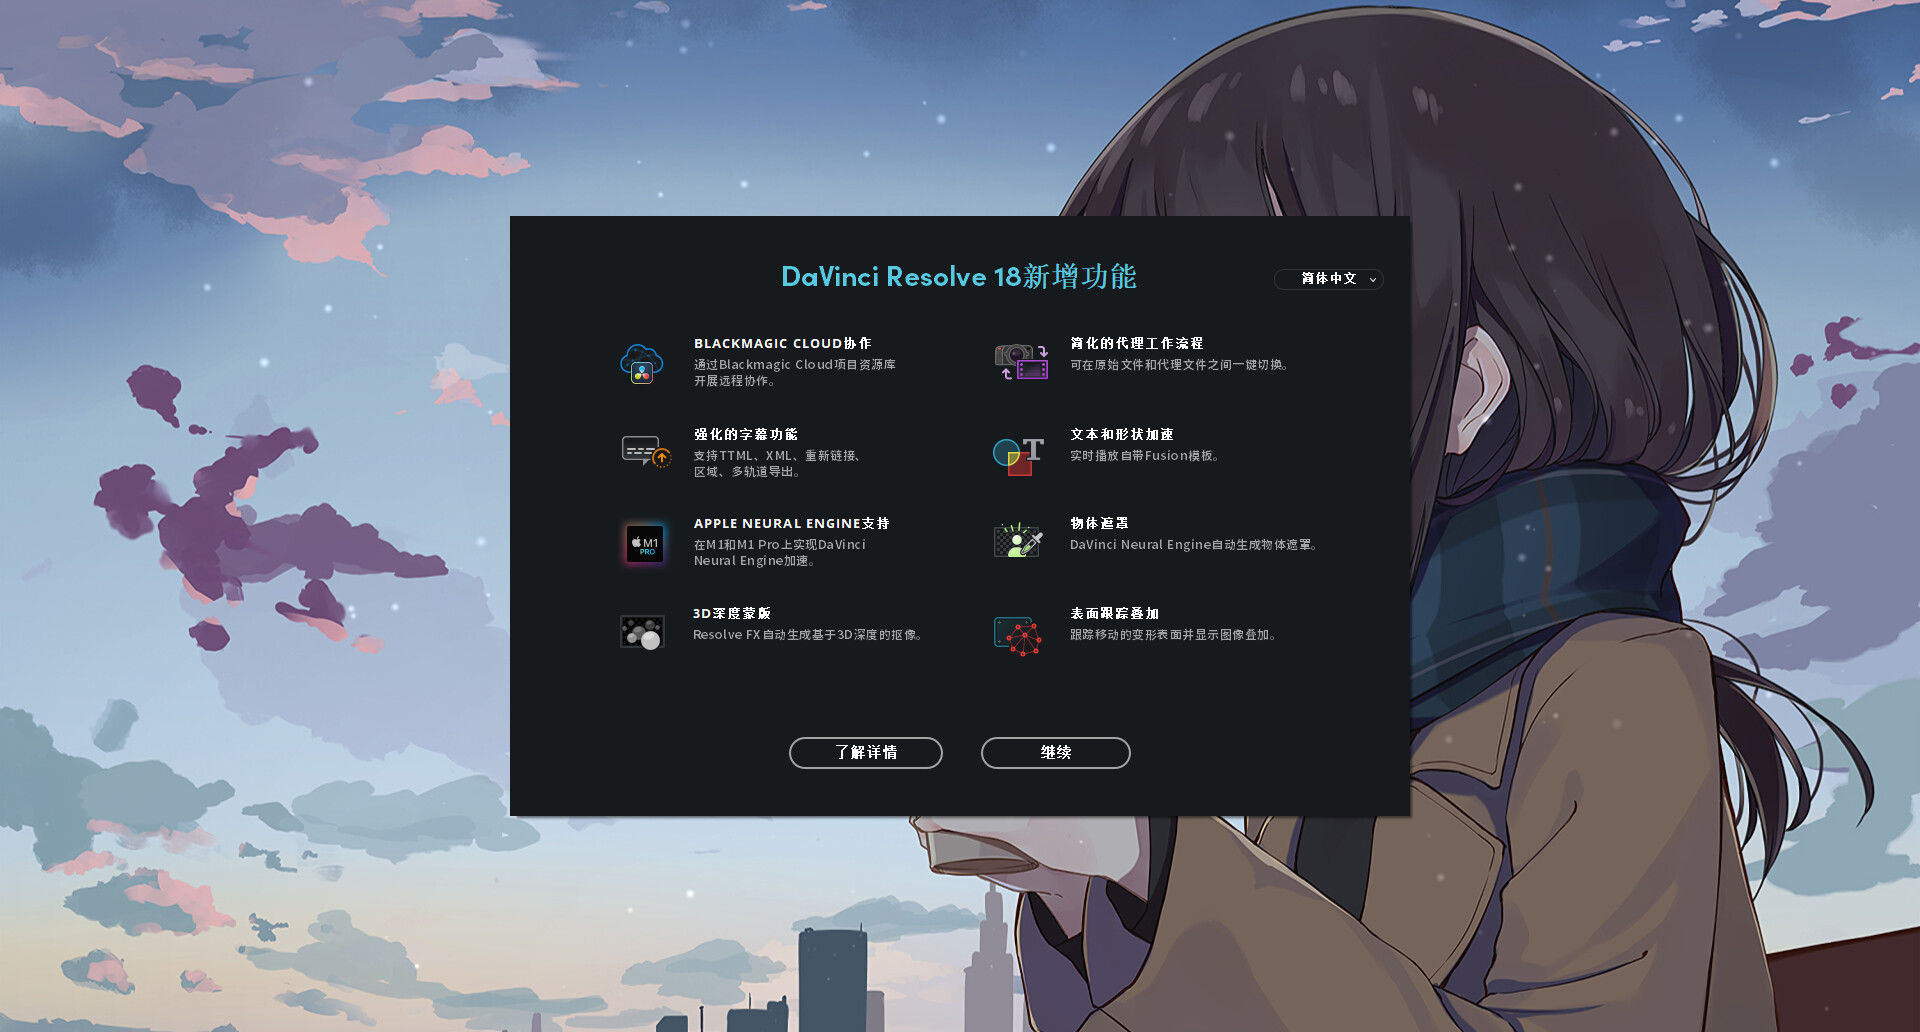 DaVinci Resolve 18新增功能
简体中文
BLACKMAGIC CLOUD协作
通过Blackmagic Cloud项目资源库
开展远程协作。
简化的代理工作流程
可在原始文件和代理文件之间一键切换。
强化的字幕功能
支持TTML、XML、重新链接、
区域、多轨道导出。
T
文本和形状加速
实时播放自带Fusion模板。
M1
PRO
APPLE NEURAL ENGINE支持
在M1和M1 Pro上实现DaVinci
Neural Engine加速。
物体遮罩
DaVinci Neural Engine自动生成物体遮罩。
3D深度蒙版
Resolve FX自动生成基于3D深度的抠像。
表面跟踪叠加
跟踪移动的变形表面并显示图像叠加。
了解详情
继续